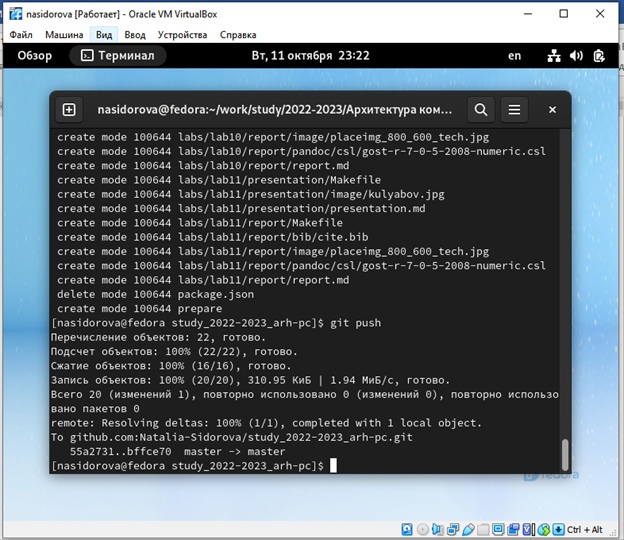 nasidorova [Работает] - Oracle VM VirtualBox
Файл Машина Вид Ввод Устройства Справка
Обзор Терминал Вт, 11 октября 23:22 en
nasidorova@fedora:~/work/study/2022-2023/Архитектура ком…
create mode 100644 labs/lab10/report/image/placeimg_800_600_tech.jpg
create mode 100644 labs/lab10/report/pandoc/csl/gost-r-7-0-5-2008-numeric.csl
create mode 100644 labs/lab10/report/report.md
create mode 100644 labs/lab11/presentation/Makefile
create mode 100644 labs/lab11/presentation/image/kulyabov.jpg
create mode 100644 labs/lab11/presentation/presentation.md
create mode 100644 labs/lab11/report/Makefile
create mode 100644 labs/lab11/report/bib/cite.bib
create mode 100644 labs/lab11/report/image/placeimg_800_600_tech.jpg
create mode 100644 labs/lab11/report/pandoc/csl/gost-r-7-0-5-2008-numeric.csl
create mode 100644 labs/lab11/report/report.md
delete mode 100644 package.json
create mode 100644 prepare
[nasidorova@fedora study_2022-2023_arh-pc]$ git push
Перечисление объектов: 22, готово.
Подсчет объектов: 100% (22/22), готово.
Сжатие объектов: 100% (16/16), готово.
Запись объектов: 100% (20/20), 310.95 КиБ | 1.94 МиБ/с, готово.
Всего 20 (изменений 1), повторно использовано 0 (изменений 0), повторно использо
вано пакетов 0
remote: Resolving deltas: 100% (1/1), completed with 1 local object.
To github.com:Natalia-Sidorova/study_2022-2023_arh-pc.git
55a2731..bffce70 master -> master
[nasidorova@fedora study_2022-2023_arh-pc]$
fedora
Ctrl + Alt